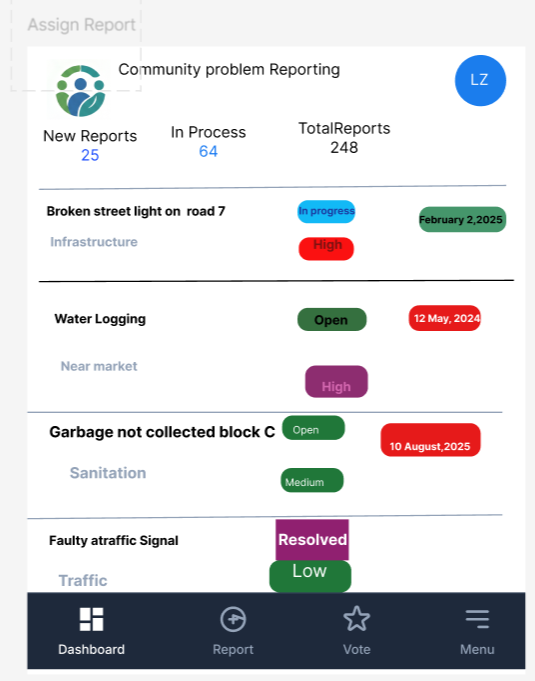 Assign Report
Community problem Reporting
LZ
New Reports
25
In Process
64
TotalReports
248
Broken street light on road 7
In progress
February 2,2025
Infrastructure
High
Water Logging
Open
12 May, 2024
Near market
High
Garbage not collected block C
Open
10 August,2025
Sanitation
Medium
Faulty atraffic Signal
Resolved
Traffic
Low
Dashboard
Report
Vote
Menu